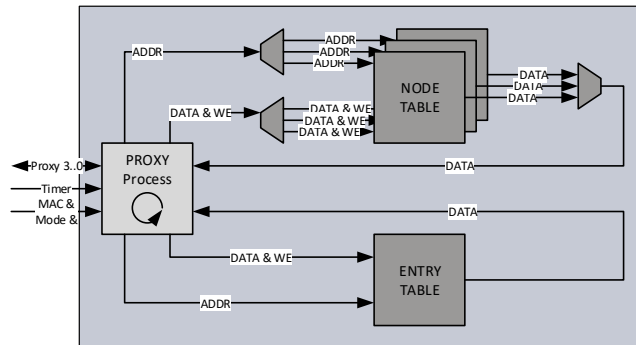 ADDR
ADDR
ADDR
ADDR
DATA & WE
DATA & WE
DATA & WE
DATA & WE
NODE
TABLE
DATA
DATA
DATA
Proxy 3..0
Timer
MAC &
Mode &
PROXY
Process
DATA
DATA
DATA & WE
ADDR
ENTRY
TABLE